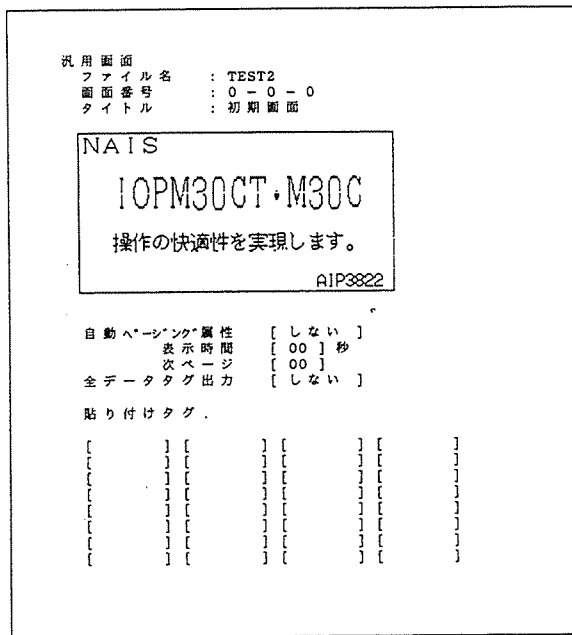 汎用画面
ファイル名 : TEST2
画面番号 : 0-0-0
タイトル : 初期画面
NAIS
IOPM30CT・M30C
操作の快適性を実現します。
AIP3822
自動ページング属性 [ しない ]
表示時間 [ 00 ] 秒
次ページ [ 00 ]
全データタグ出力 [ しない ]
貼り付けタグ.
[ ] [ ] [ ] [ ]
[ ] [ ] [ ] [ ]
[ ] [ ] [ ] [ ]
[ ] [ ] [ ] [ ]
[ ] [ ] [ ] [ ]
[ ] [ ] [ ] [ ]
[ ] [ ] [ ] [ ]
[ ] [ ] [ ] [ ]